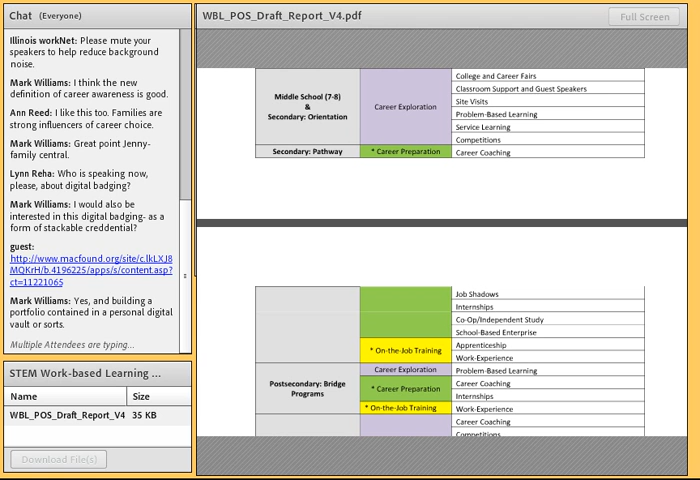 Chat (Everyone)
Illinois workNet: Please mute your
speakers to help reduce background
noise.
Mark Williams: I think the new
definition of career awareness is good.
Ann Reed: I like this too. Families are
strong influencers of career choice.
Mark Williams: Great point Jenny-
family central.
Lynn Reha: Who is speaking now,
please, about digital badging?
Mark Williams: I would also be
interested in this digital badging- as a
form of stackable creddential?
guest:
http://www.macfound.org/site/c.lkLXJ8
MQKrH/b.4196225/apps/s/content.asp?
ct=11221065
Mark Williams: Yes, and building a
portfolio contained in a personal digital
vault or sorts.
Multiple Attendees are typing...
STEM Work-based Learning ...
Name Size
WBL_POS_Draft_Report_V4 35 KB
Download File(s)
WBL_POS_Draft_Report_V4.pdf
Full Screen
Middle School (7-8)
&
Secondary: Orientation
Career Exploration
College and Career Fairs
Classroom Support and Guest Speakers
Site Visits
Problem-Based Learning
Service Learning
Competitions
Secondary: Pathway
* Career Preparation
Career Coaching
Job Shadows
Internships
Co-Op/Independent Study
School-Based Enterprise
* On-the-Job Training
Apprenticeship
Work-Experience
Postsecondary: Bridge
Programs
Career Exploration
Problem-Based Learning
* Career Preparation
Career Coaching
Internships
* On-the-Job Training
Work-Experience
Career Coaching
Competitions